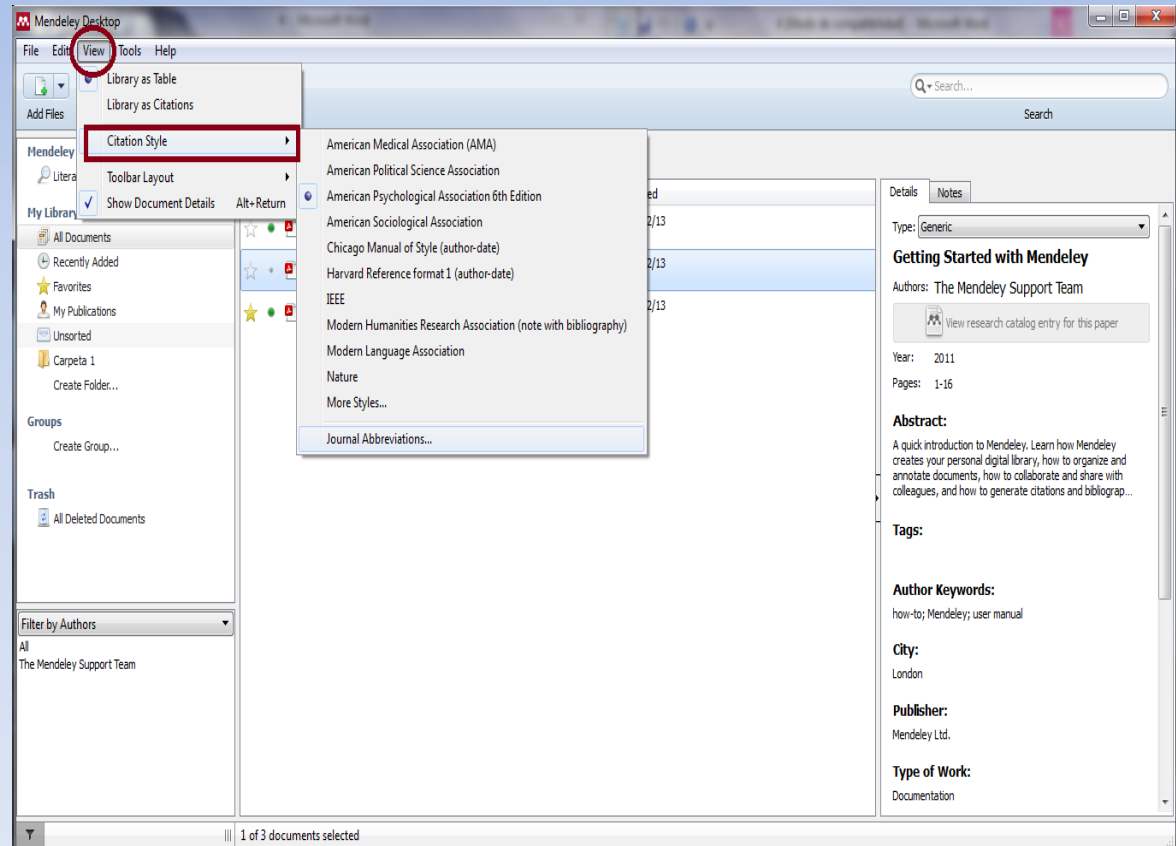 Mendeley Desktop
File Edit View Tools Help
Library as Table
Library as Citations
Citation Style
Toolbar Layout
Show Document Details Alt+Return
American Medical Association (AMA)
American Political Science Association
American Psychological Association 6th Edition
American Sociological Association
Chicago Manual of Style (author-date)
Harvard Reference format 1 (author-date)
IEEE
Modern Humanities Research Association (note with bibliography)
Modern Language Association
Nature
More Styles...
Journal Abbreviations...
Add Files
Search...
Search
Mendeley
Litera
My Library
All Documents
Recently Added
Favorites
My Publications
Unsorted
Carpeta 1
Create Folder...
Groups
Create Group...
Trash
All Deleted Documents
Filter by Authors
All
The Mendeley Support Team
ed
2/13
2/13
2/13
Details Notes
Type: Generic
Getting Started with Mendeley
Authors: The Mendeley Support Team
View research catalog entry for this paper
Year: 2011
Pages: 1-16
Abstract:
A quick introduction to Mendeley. Learn how Mendeley
creates your personal digital library, how to organize and
annotate documents, how to collaborate and share with
colleagues, and how to generate citations and bibliograp...
Tags:
Author Keywords:
how-to; Mendeley; user manual
City:
London
Publisher:
Mendeley Ltd.
Type of Work:
Documentation
1 of 3 documents selected